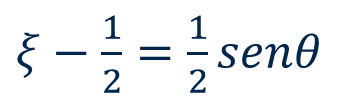 ξ − 1/2 = 1/2 senθ